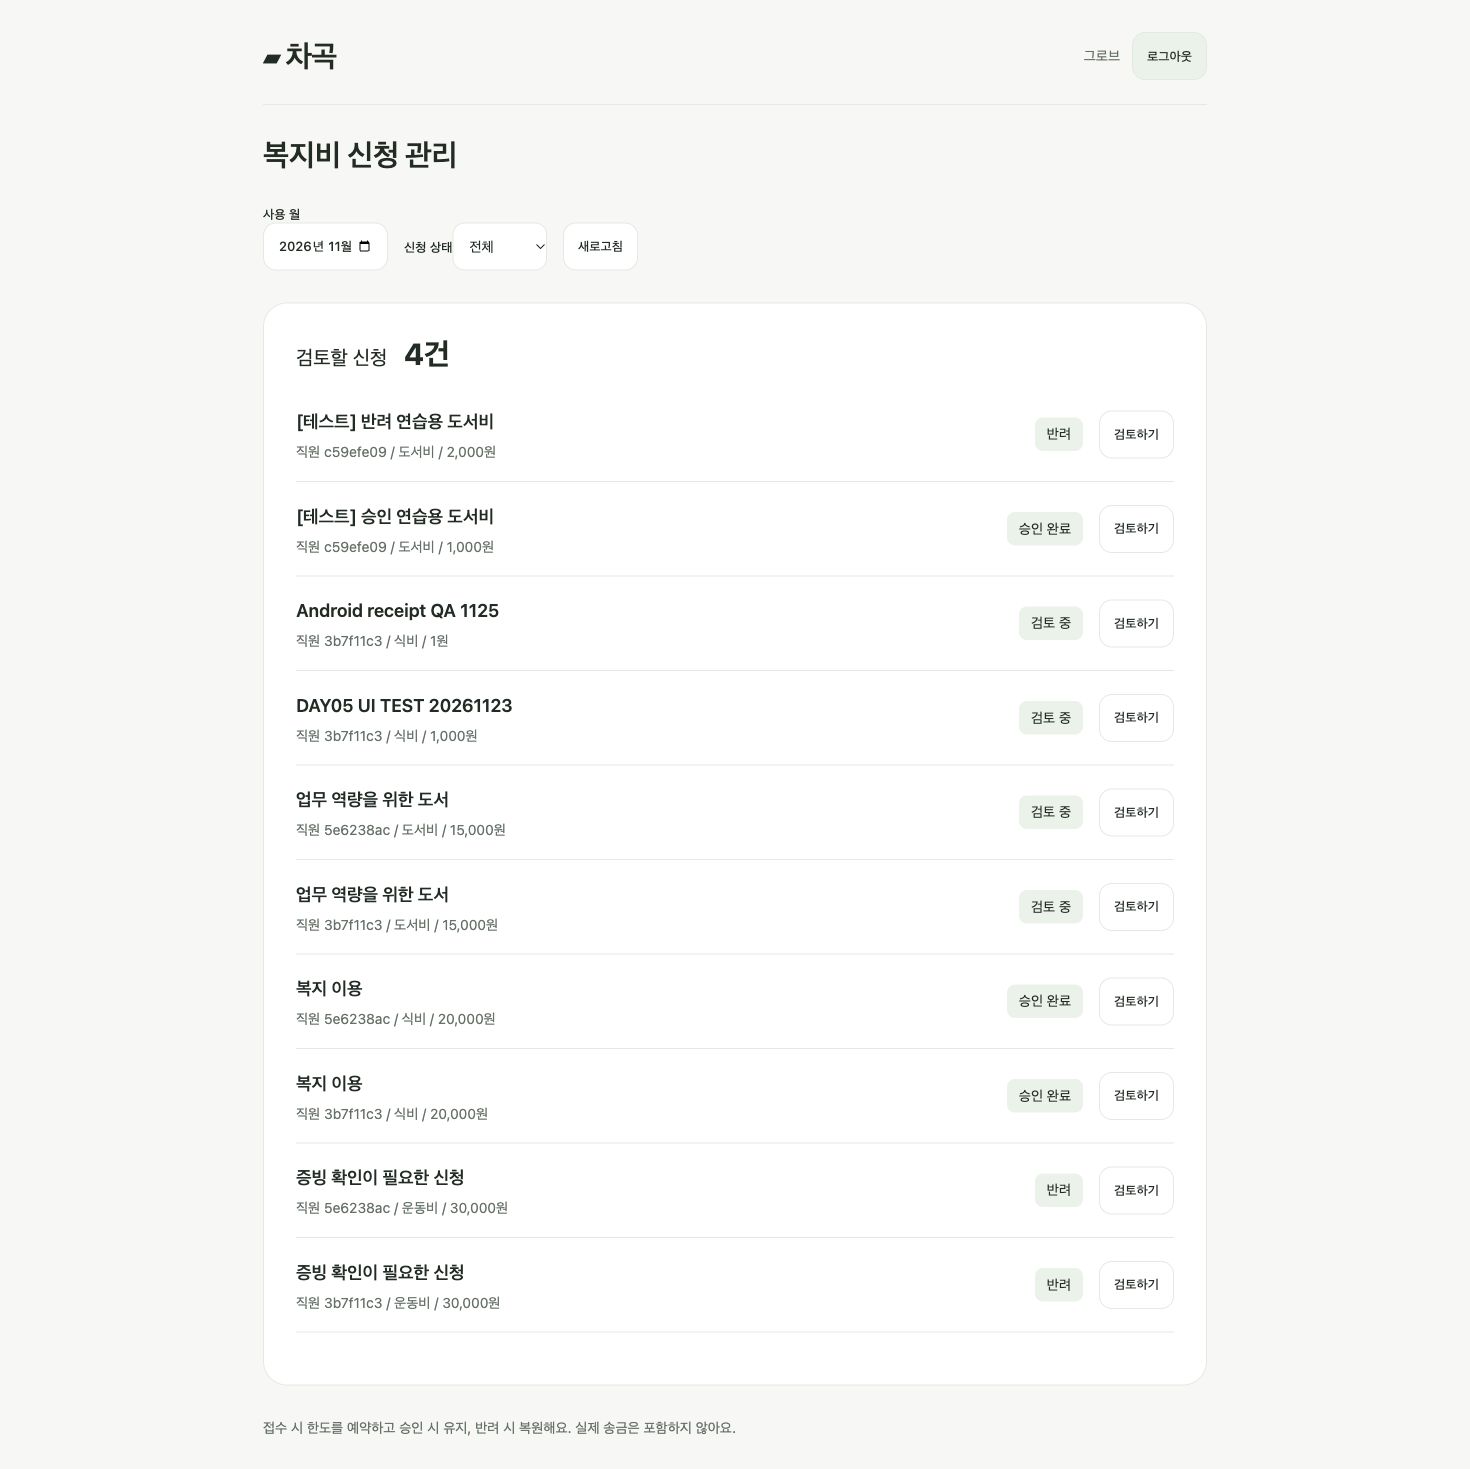 차곡
그로브
로그아웃
복지비 신청 관리
사용 월
2026년 11월
신청 상태
전체
새로고침
검토할 신청 4건
[테스트] 반려 연습용 도서비
직원 c59efe09 / 도서비 / 2,000원
반려
검토하기
[테스트] 승인 연습용 도서비
직원 c59efe09 / 도서비 / 1,000원
승인 완료
검토하기
Android receipt QA 1125
직원 3b7f11c3 / 식비 / 1원
검토 중
검토하기
DAY05 UI TEST 20261123
직원 3b7f11c3 / 식비 / 1,000원
검토 중
검토하기
업무 역량을 위한 도서
직원 5e6238ac / 도서비 / 15,000원
검토 중
검토하기
업무 역량을 위한 도서
직원 3b7f11c3 / 도서비 / 15,000원
검토 중
검토하기
복지 이용
직원 5e6238ac / 식비 / 20,000원
승인 완료
검토하기
복지 이용
직원 3b7f11c3 / 식비 / 20,000원
승인 완료
검토하기
증빙 확인이 필요한 신청
직원 5e6238ac / 운동비 / 30,000원
반려
검토하기
증빙 확인이 필요한 신청
직원 3b7f11c3 / 운동비 / 30,000원
반려
검토하기
접수 시 한도를 예약하고 승인 시 유지, 반려 시 복원해요. 실제 송금은 포함하지 않아요.